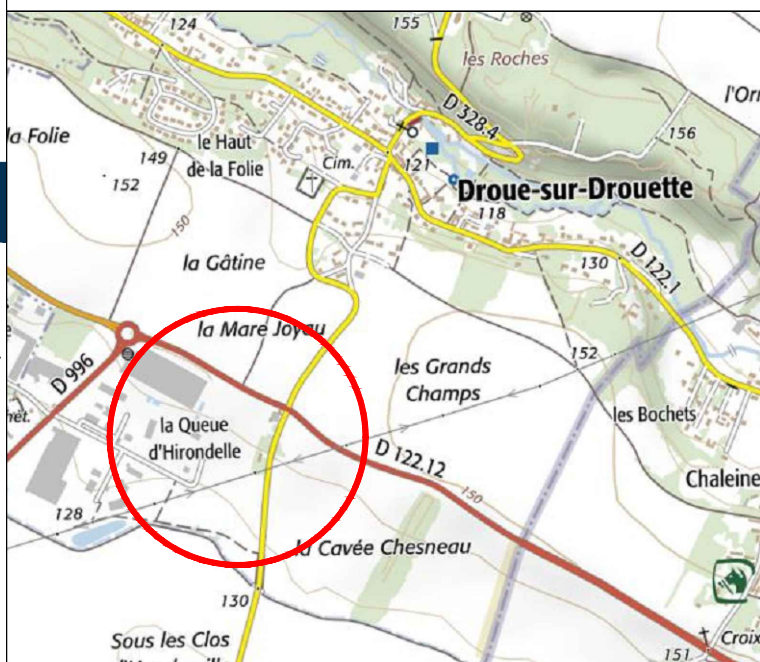 124
155
les Roches
l'Orn
D 328.4
156
la Folie
le Haut
de la Folie
149
152
Cim.
121
Droue-sur-Drouette
118
150
la Gâtine
130
D 122.1
la Mare Joyau
152
les Grands
Champs
D 996
les Bochets
la Queue
d'Hirondelle
D 122.12
150
Chaleine
128
la Cavée Chesneau
130
Sous les Clos
Croix
151